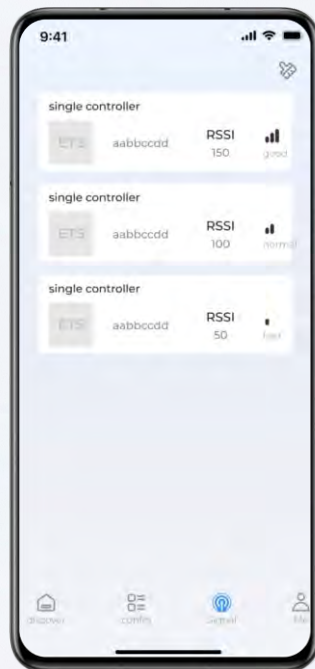 9:41
single controller
ETS aabbccdd RSSI
150 good
single controller
ETS aabbccdd RSSI
100 normal
single controller
ETS aabbccdd RSSI
50
discover config Signal Me